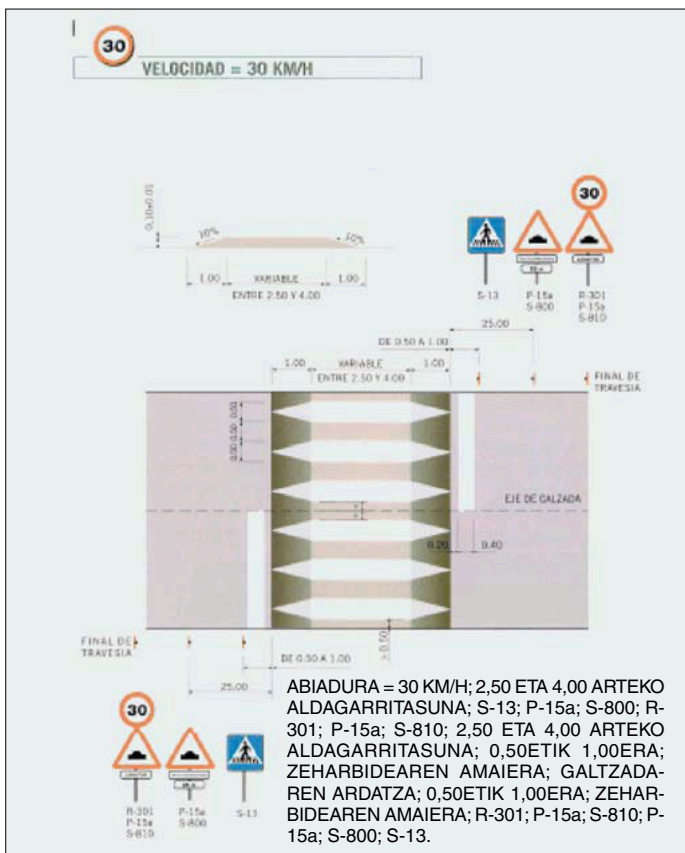 30
VELOCIDAD = 30 KM/H
0,10±0,01
10%
10%
1.00
VARIABLE
1.00
ENTRE 2.50 Y 4.00
30
S-13
P-15a
S-800
R-301
P-15a
S-810
25.00
DE 0.50 A 1.00
1.00
VARIABLE
1.00
ENTRE 2.50 Y 4.00
FINAL DE
TRAVESIA
0.50
0.50
0.50
EJE DE CALZADA
0.20
0.40
FINAL DE
TRAVESIA
DE 0.50 A 1.00
25.00
> 0.50
30
R-301
P-15a
S-810
P-15a
S-800
S-13
ABIADURA = 30 KM/H; 2,50 ETA 4,00 ARTEKO
ALDAGARRITASUNA; S-13; P-15a; S-800; R-
301; P-15a; S-810; 2,50 ETA 4,00 ARTEKO
ALDAGARRITASUNA; 0,50ETIK 1,00ERA;
ZEHARBIDEAREN AMAIERA; GALTZADA-
REN ARDATZA; 0,50ETIK 1,00ERA; ZEHAR-
BIDEAREN AMAIERA; R-301; P-15a; S-810; P-
15a; S-800; S-13.